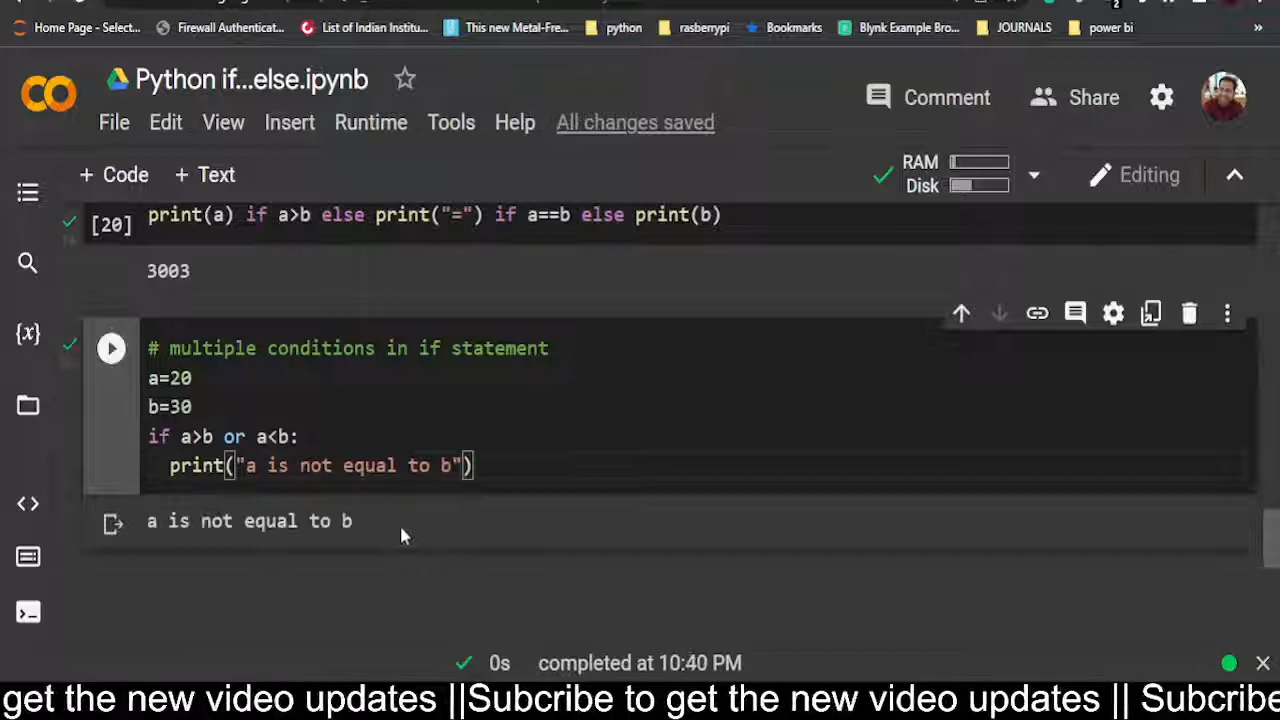 Home Page - Select...
Firewall Authenticat...
List of Indian Institu...
This new Metal-Fre...
python
rasberrypi
Bookmarks
Blynk Example Bro...
JOURNALS
power bi
»
Python if...else.ipynb
Comment
Share
File Edit View Insert Runtime Tools Help All changes saved
+ Code + Text
RAM
Disk
Editing
[20] print(a) if a>b else print("=") if a==b else print(b)
3003
{x}
# multiple conditions in if statement
a=20
b=30
if a>b or a<b:
print("a is not equal to b")
a is not equal to b
0s completed at 10:40 PM
get the new video updates ||Subcribe to get the new video updates || Subcribe